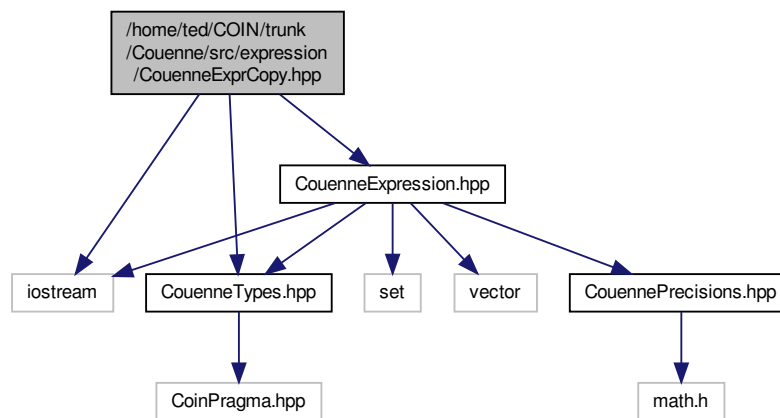 /home/ted/COIN/trunk
/Couenne/src/expression
/CouenneExprCopy.hpp
CouenneExpression.hpp
iostream
CouenneTypes.hpp
set
vector
CouennePrecisions.hpp
CoinPragma.hpp
math.h